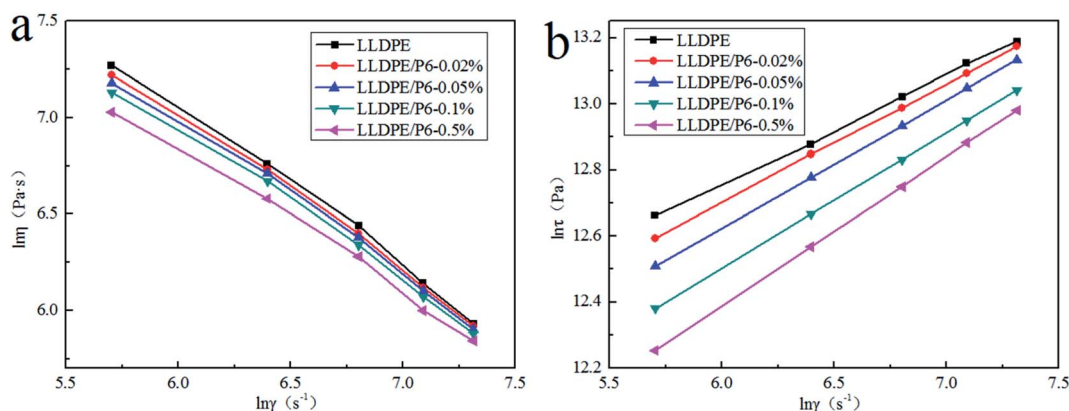 a
7.5
7.0
6.5
6.0
lnη（Pa·s）
LLDPE
LLDPE/P6-0.02%
LLDPE/P6-0.05%
LLDPE/P6-0.1%
LLDPE/P6-0.5%
5.5 6.0 6.5 7.0 7.5
lnγ（s⁻¹）
b
13.2
13.0
12.8
12.6
12.4
12.2
lnτ（Pa）
LLDPE
LLDPE/P6-0.02%
LLDPE/P6-0.05%
LLDPE/P6-0.1%
LLDPE/P6-0.5%
5.5 6.0 6.5 7.0 7.5
lnγ（s⁻¹）